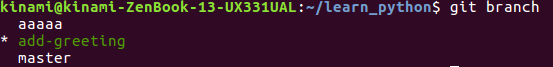 kinami@kinami-ZenBook-13-UX331UAL:~/learn_python$ git branch
  aaaaa
* add-greeting
  master